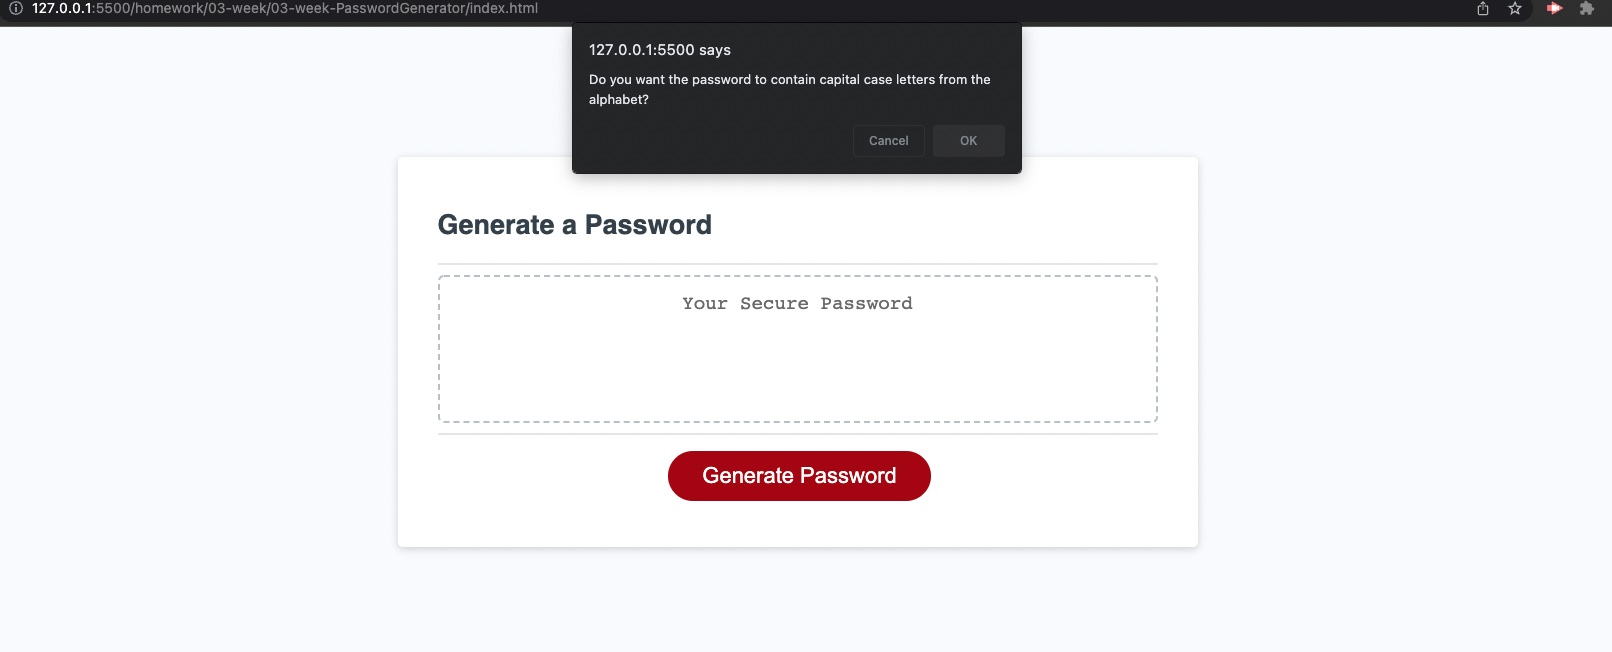 127.0.0.1:5500/homework/03-week/03-week-PasswordGenerator/index.html
127.0.0.1:5500 says
Do you want the password to contain capital case letters from the
alphabet?
Cancel OK
Generate a Password
Your Secure Password
Generate Password